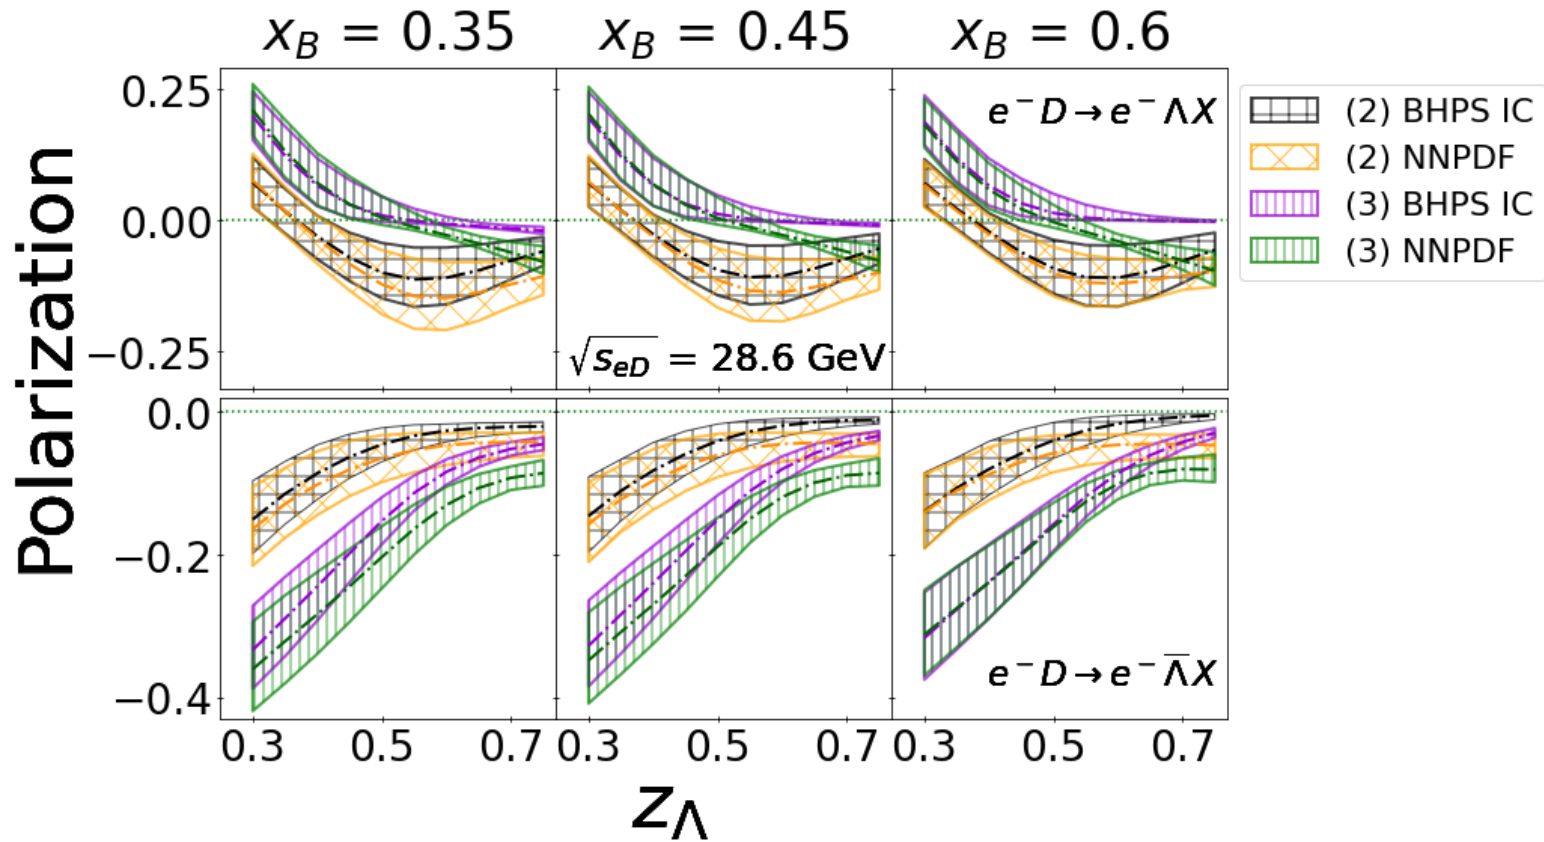 x_B = 0.35 x_B = 0.45 x_B = 0.6
Polarization
0.25
0.00
−0.25
e⁻D → e⁻ΛX
√s_eD = 28.6 GeV
(2) BHPS IC
(2) NNPDF
(3) BHPS IC
(3) NNPDF
0.0
−0.2
−0.4
e⁻D → e⁻Λ̅X
0.3 0.5 0.7 0.3 0.5 0.7 0.3 0.5 0.7
z_Λ